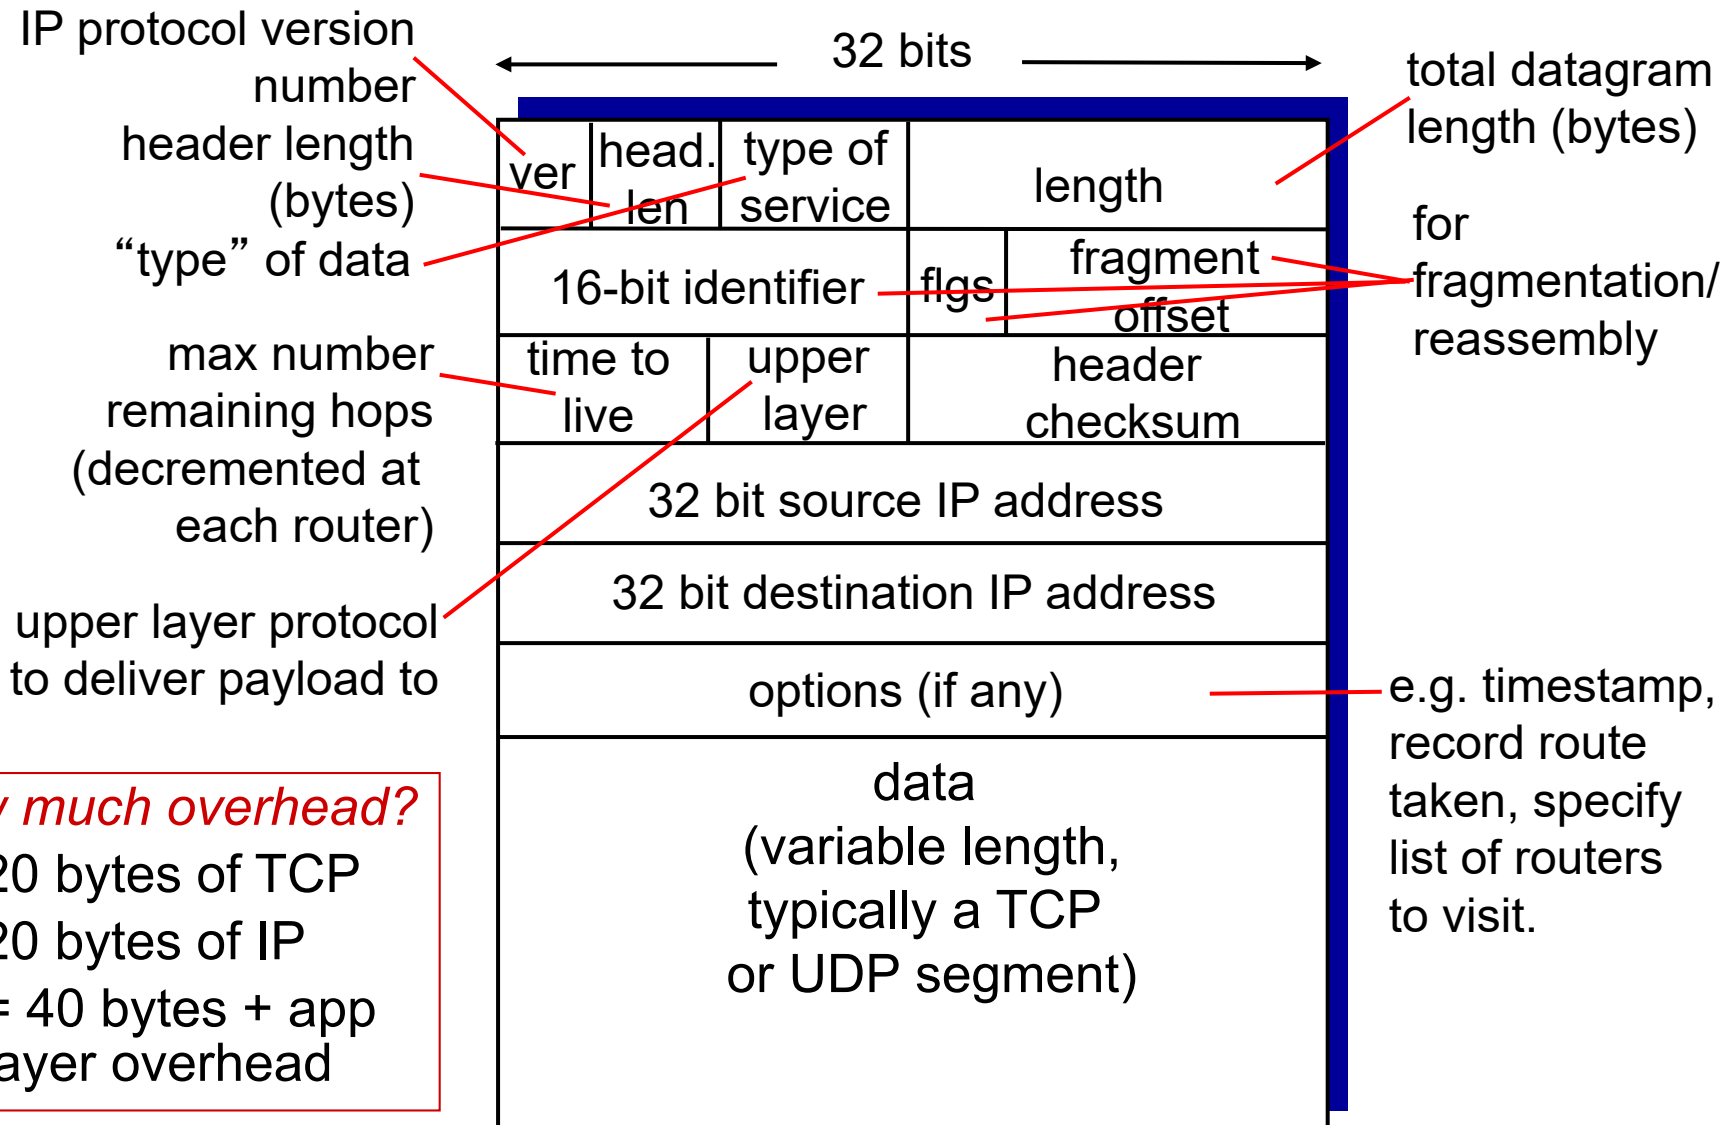 IP protocol version
number
header length
(bytes)
“type” of data
max number
remaining hops
(decremented at
each router)
upper layer protocol
to deliver payload to
much overhead?
20 bytes of TCP
20 bytes of IP
= 40 bytes + app
overhead
32 bits
ver
head.
len
type of
service
length
16-bit identifier
flgs
fragment
offset
time to
live
upper
layer
header
checksum
32 bit source IP address
32 bit destination IP address
options (if any)
data
(variable length,
typically a TCP
or UDP segment)
total datagram
length (bytes)
for
fragmentation/
reassembly
e.g. timestamp,
record route
taken, specify
list of routers
to visit.